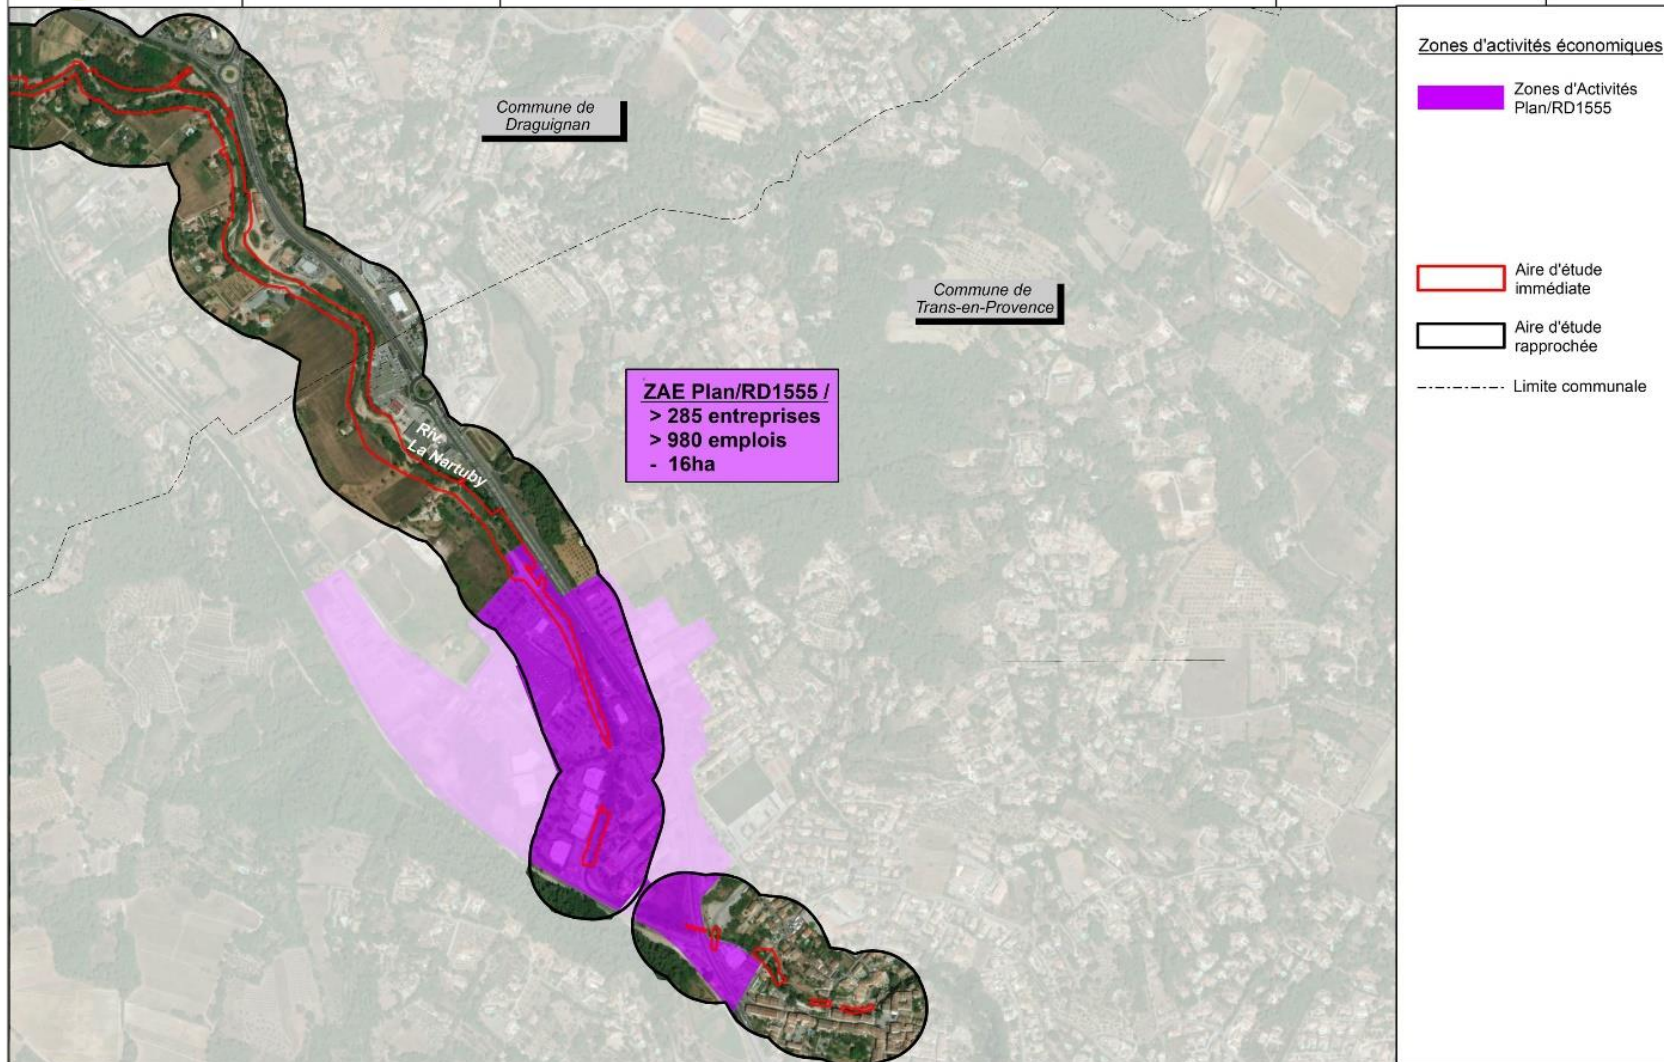 Commune de
Draguignan
Commune de
Trans-en-Provence
ZAE Plan/RD1555 /
> 285 entreprises
> 980 emplois
- 16ha
Riv.
La Nartuby
Zones d'activités économiques
Zones d'Activités
Plan/RD1555
Aire d'étude
immédiate
Aire d'étude
rapprochée
Limite communale